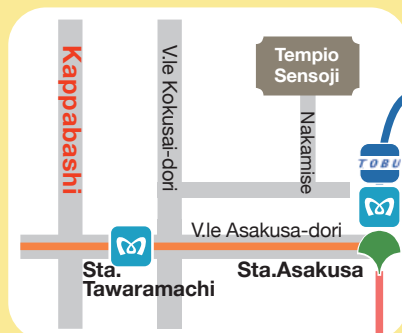 Kappabashi
V.le Kokusai-dori
Tempio
Sensoji
Nakamise
TOBU
V.le Asakusa-dori
Sta.
Tawaramachi
Sta.Asakusa